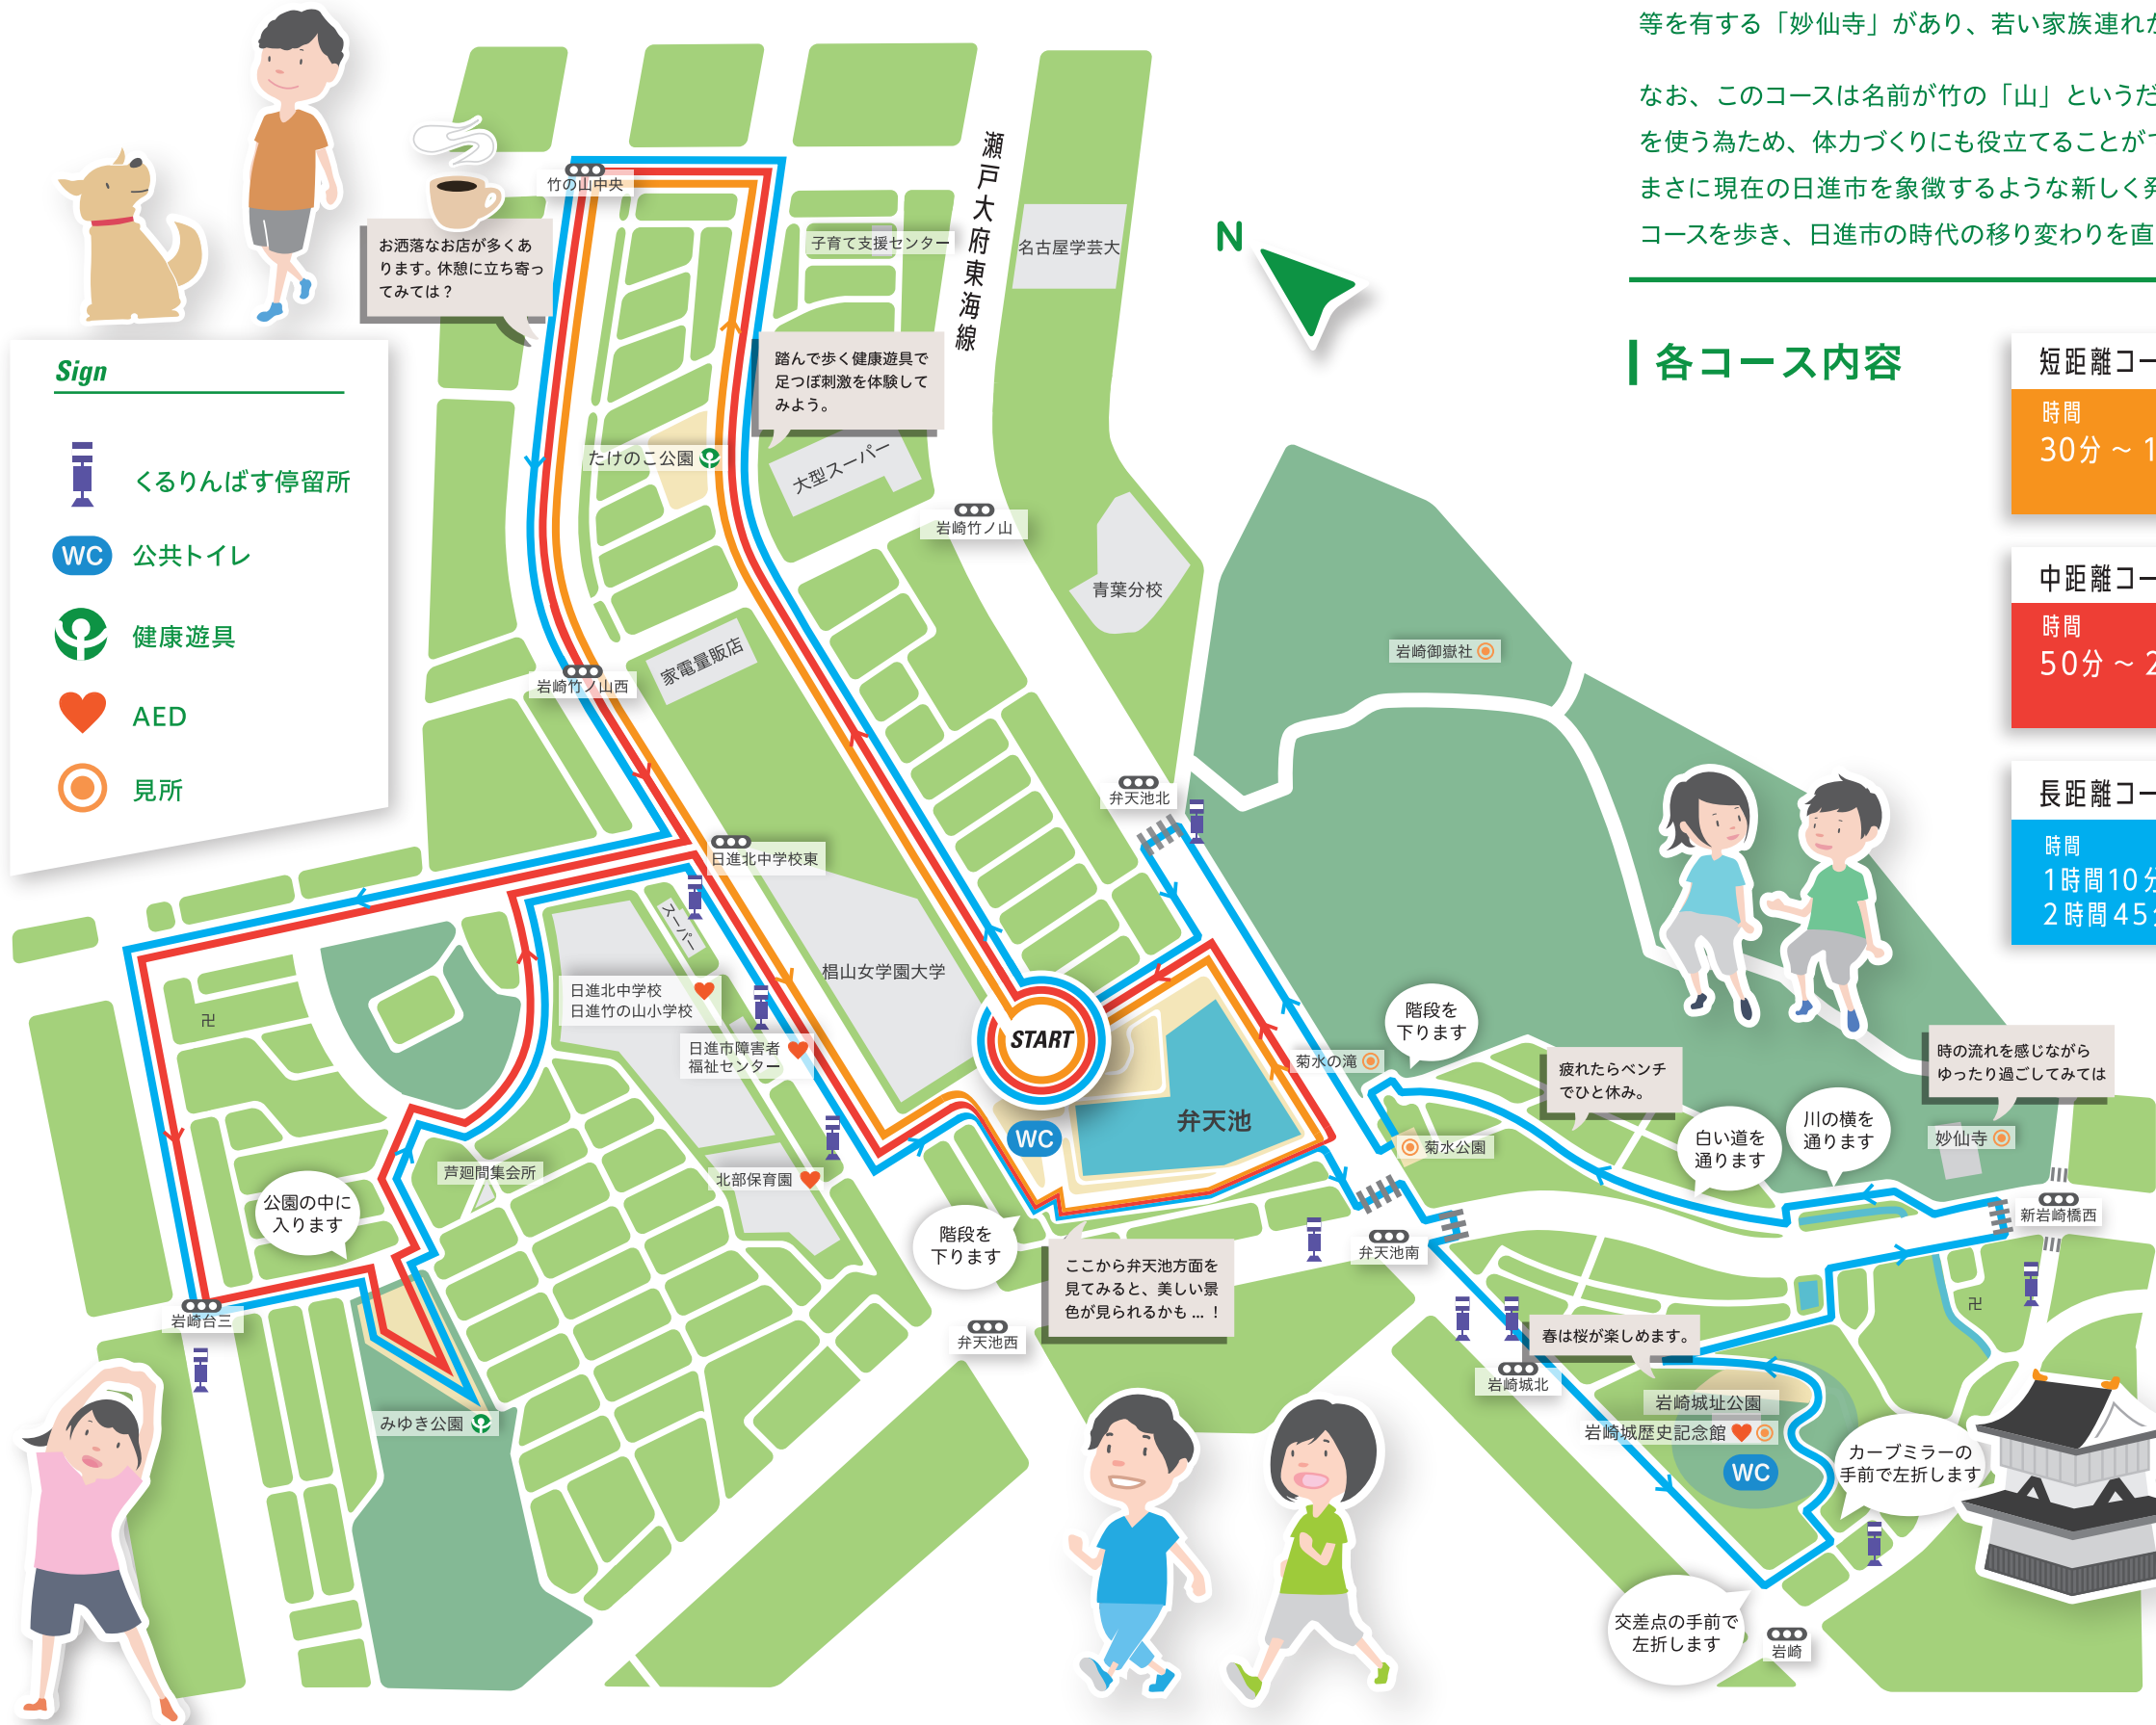 等を有する「妙仙寺」があり、若い家族連れ
なお、このコースは名前が竹の「山」というだ
を使う為ため、体力づくりにも役立てることが
まさに現在の日進市を象徴するような新しく発
コースを歩き、日進市の時代の移り変わりを直
各コース内容
短距離コー
時間
30分 ～ 1
中距離コー
時間
50分 ～ 2
長距離コー
時間
1時間10分
2時間45分
Sign
くるりんばす停留所
WC
公共トイレ
健康遊具
AED
見所
N
瀬戸大府東海線
竹の山中央
お洒落なお店が多くあ
ります。休憩に立ち寄っ
てみては？
子育て支援センター
名古屋学芸大
踏んで歩く健康遊具で
足つぼ刺激を体験して
みよう。
たけのこ公園
大型スーパー
岩崎竹ノ山
青葉分校
家電量販店
岩崎竹ノ山西
岩崎御嶽社
弁天池北
日進北中学校東
スーパー
椙山女学園大学
日進北中学校
日進竹の山小学校
日進市障害者
福祉センター
START
WC
弁天池
北部保育園
芦廻間集会所
卍
公園の中に
入ります
岩崎台三
みゆき公園
階段を
下ります
ここから弁天池方面を
見てみると、美しい景
色が見られるかも ... ！
弁天池西
弁天池南
菊水の滝
階段を
下ります
菊水公園
疲れたらベンチ
でひと休み。
白い道を
通ります
川の横を
通ります
時の流れを感じながら
ゆったり過ごしてみては
妙仙寺
新岩崎橋西
卍
春は桜が楽しめます。
岩崎城北
岩崎城址公園
岩崎城歴史記念館
WC
カーブミラーの
手前で左折します
交差点の手前で
左折します
岩崎